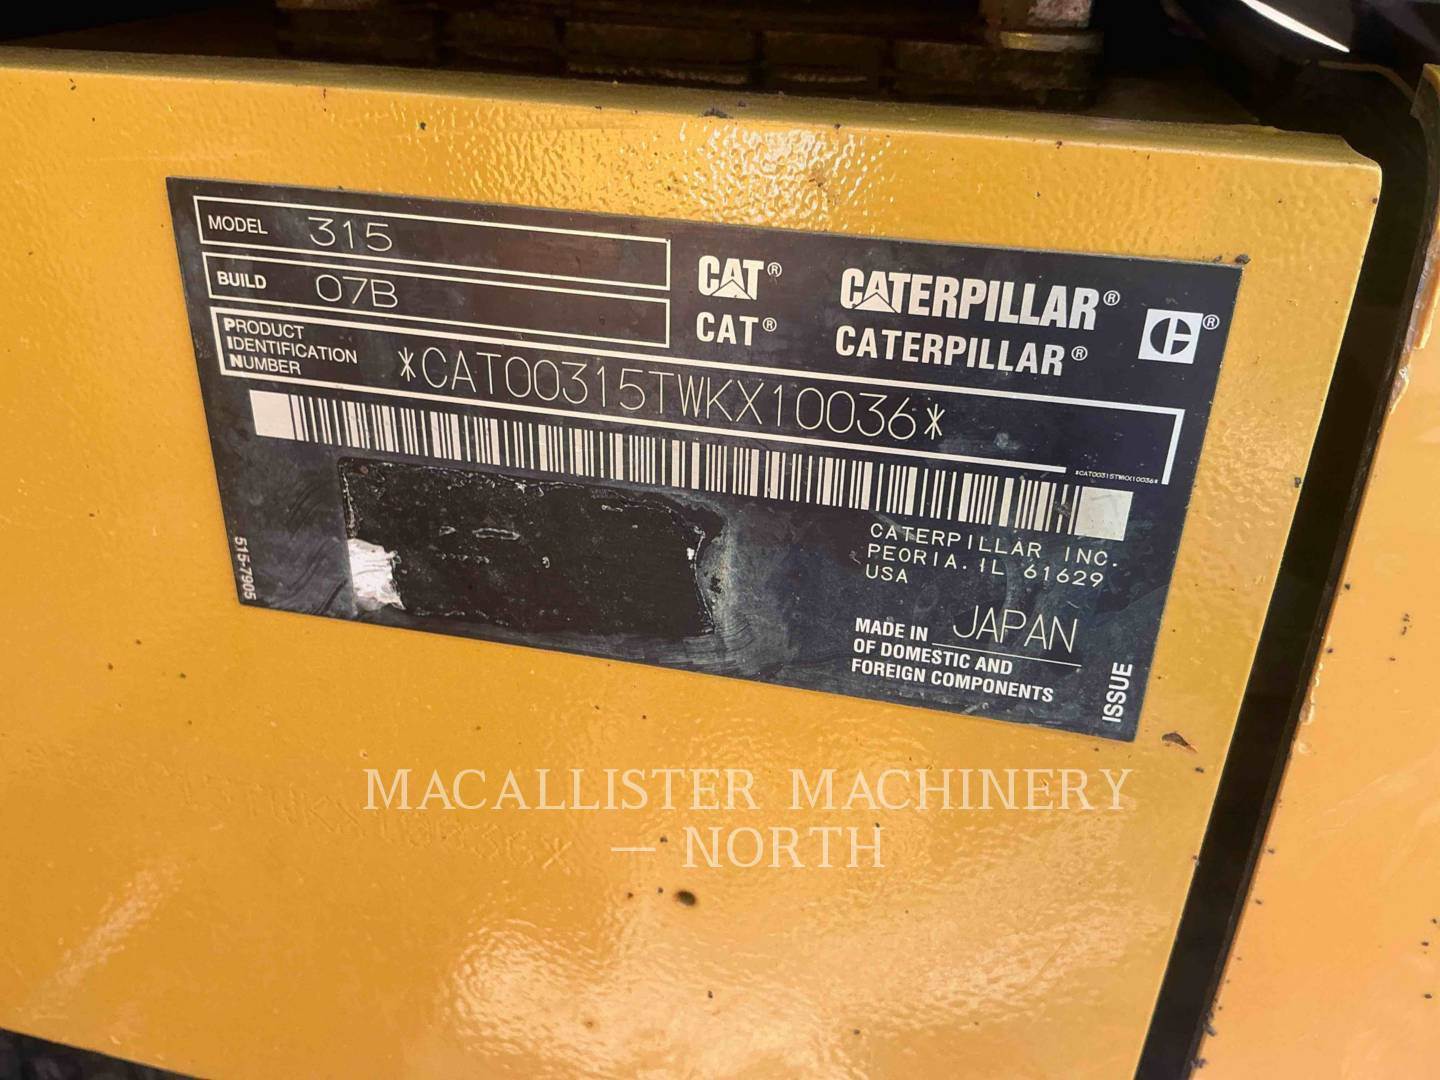 MODEL 315
BUILD 07B
PRODUCT
IDENTIFICATION
NUMBER
*CAT00315TWKX10036*
CAT® CATERPILLAR® ®
CAT® CATERPILLAR®
*CAT00315TWKX10036*
CATERPILLAR INC.
PEORIA, IL 61629
USA
MADE IN JAPAN
OF DOMESTIC AND
FOREIGN COMPONENTS
ISSUE
515-7905
MACALLISTER MACHINERY
— NORTH